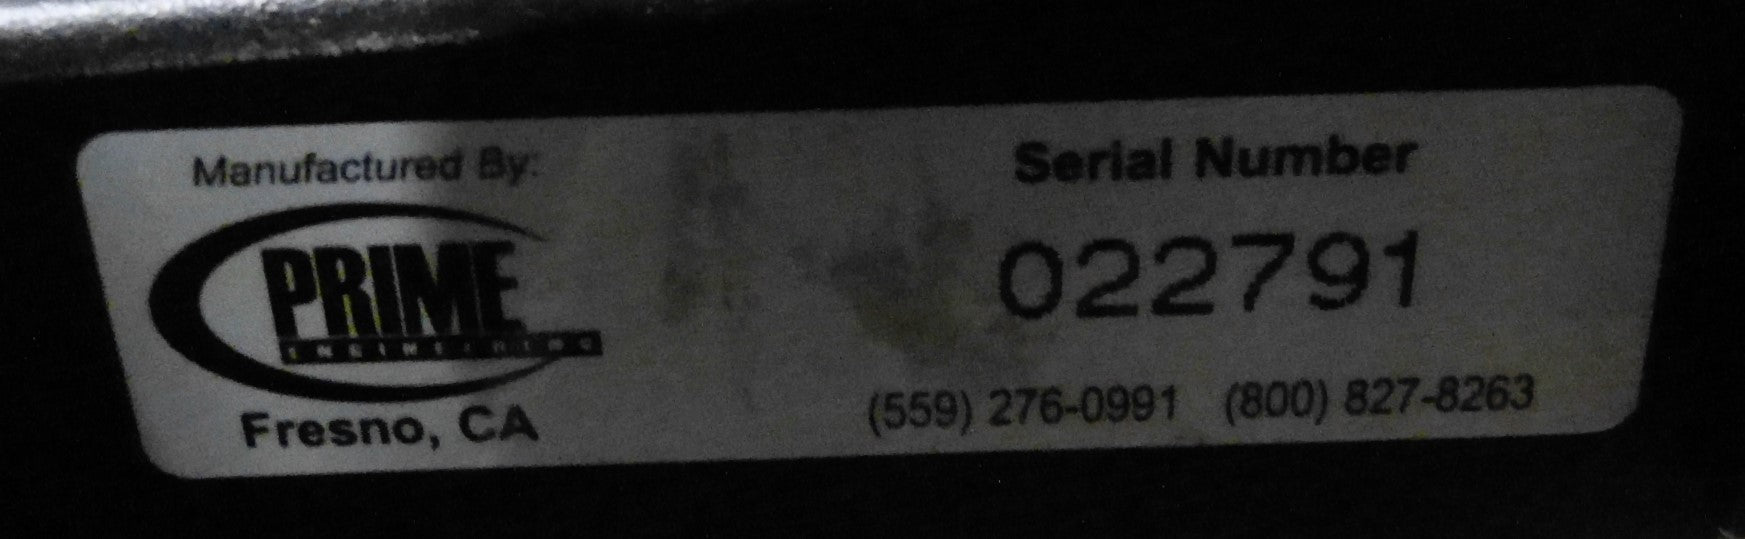 Manufactured By:
PRIME
ENGINEERING
Fresno, CA
Serial Number
022791
(559) 276-0991 (800) 827-8263